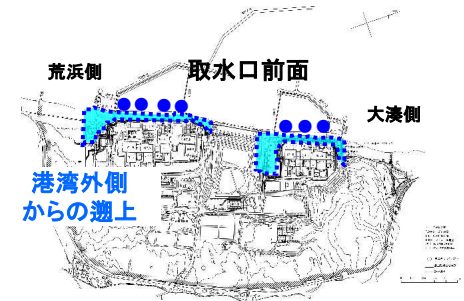 荒浜側
取水口前面
大湊側
港湾外側
からの遡上